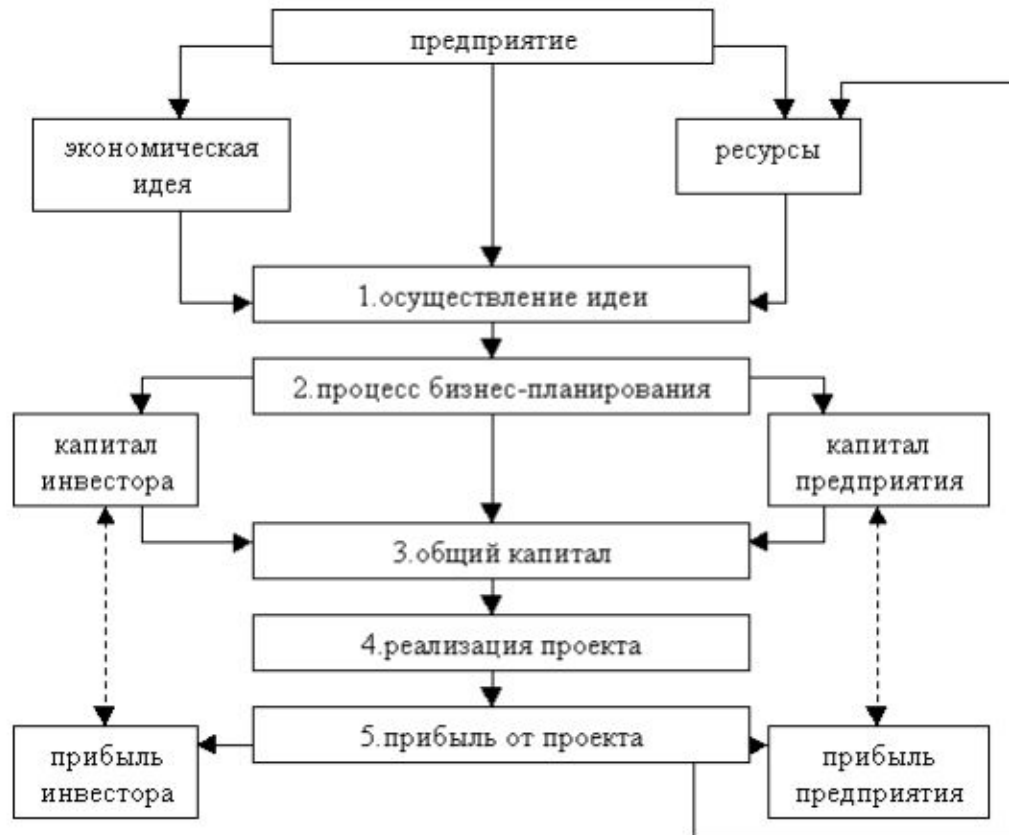 предприятие
экономическая
идея
ресурсы
1.осуществление идеи
2.процесс бизнес-планирования
капитал
инвестора
капитал
предприятия
3.общий капитал
4.реализация проекта
5.прибыль от проекта
прибыль
инвестора
прибыль
предприятия